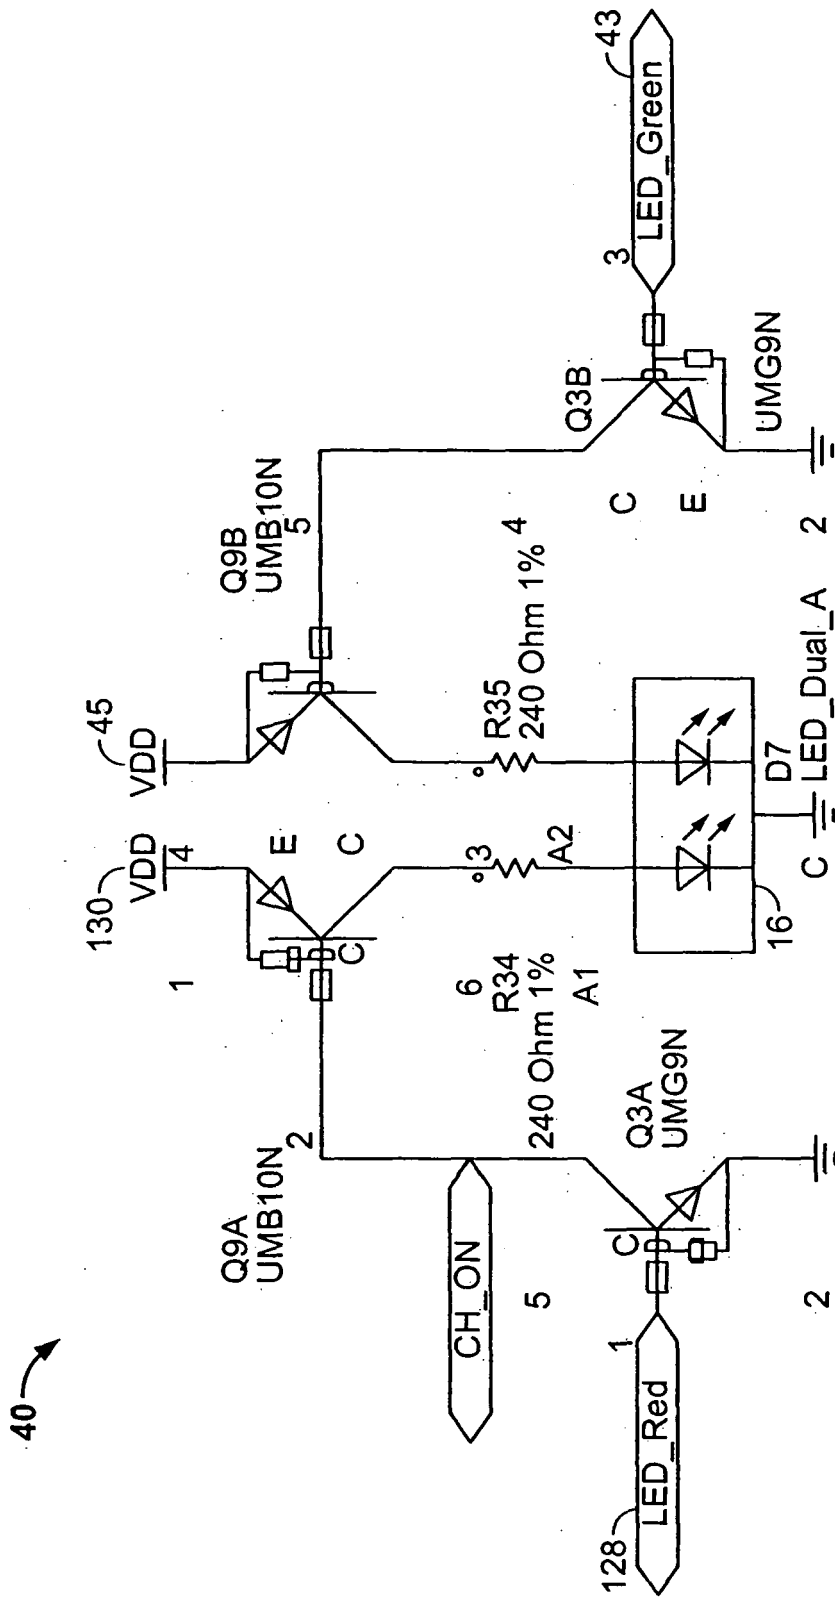 40
130
VDD
4
45
VDD
1
E
C
C
Q9A
UMB10N
2
Q9B
UMB10N
5
CH_ON
5
6
R34
240 Ohm 1%
A1
3
A2
R35
240 Ohm 1%
4
Q3B
C
E
3
LED_Green
43
UMG9N
2
128
LED_Red
1
C
Q3A
UMG9N
2
16
C
D7
LED_Dual_A